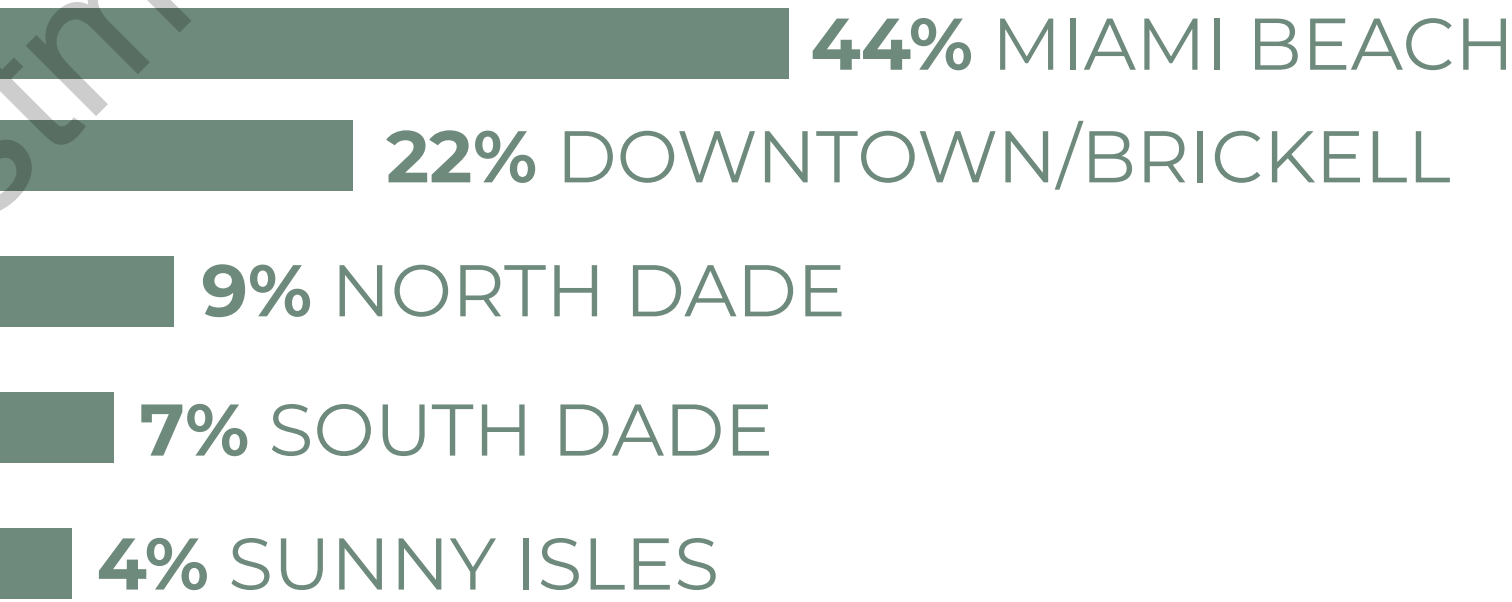 44% MIAMI BEACH
22% DOWNTOWN/BRICKELL
9% NORTH DADE
7% SOUTH DADE
4% SUNNY ISLES